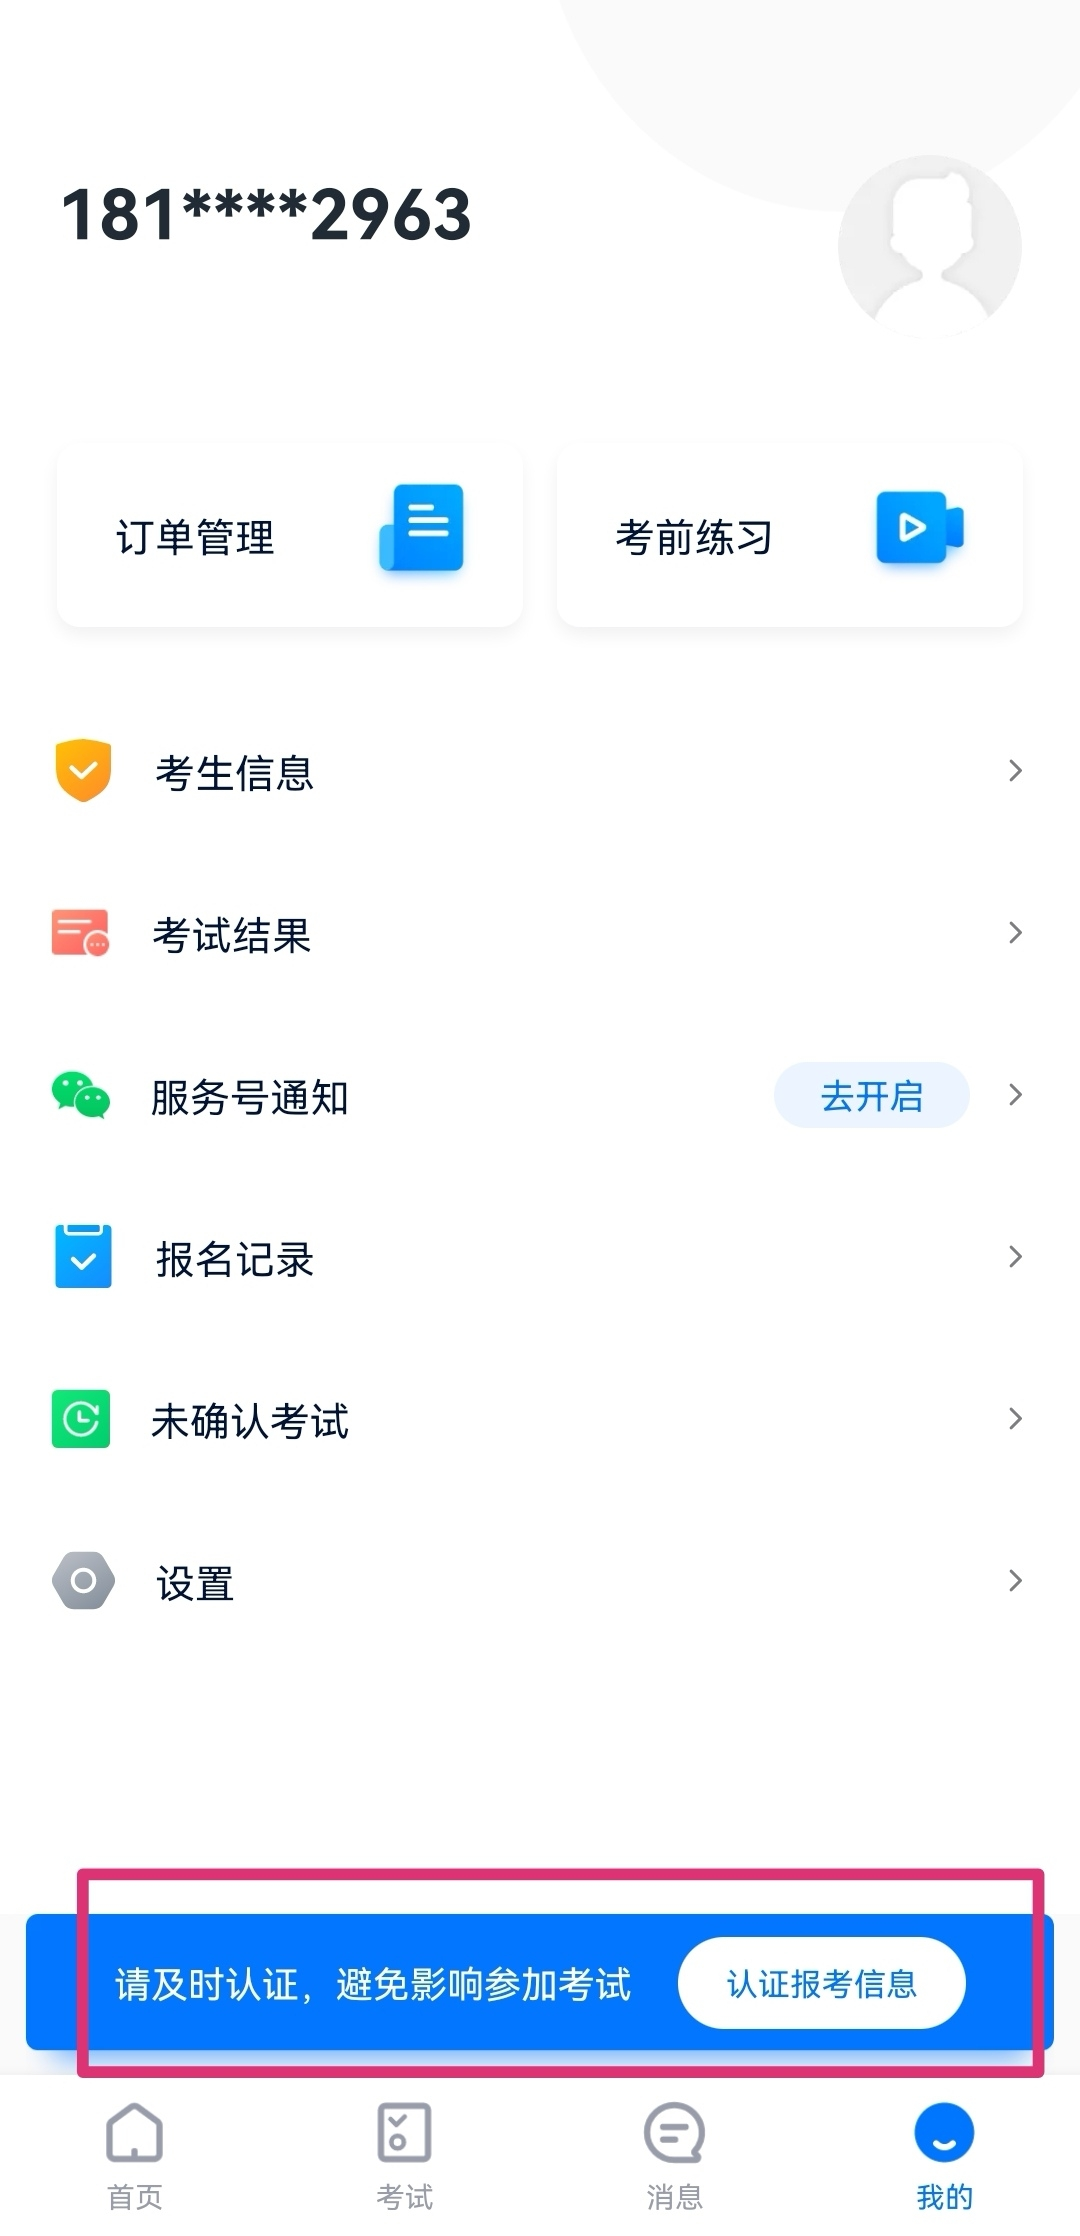 181****2963
订单管理
考前练习
考生信息
考试结果
服务号通知
去开启
报名记录
未确认考试
设置
请及时认证，避免影响参加考试
认证报考信息
首页
考试
消息
我的